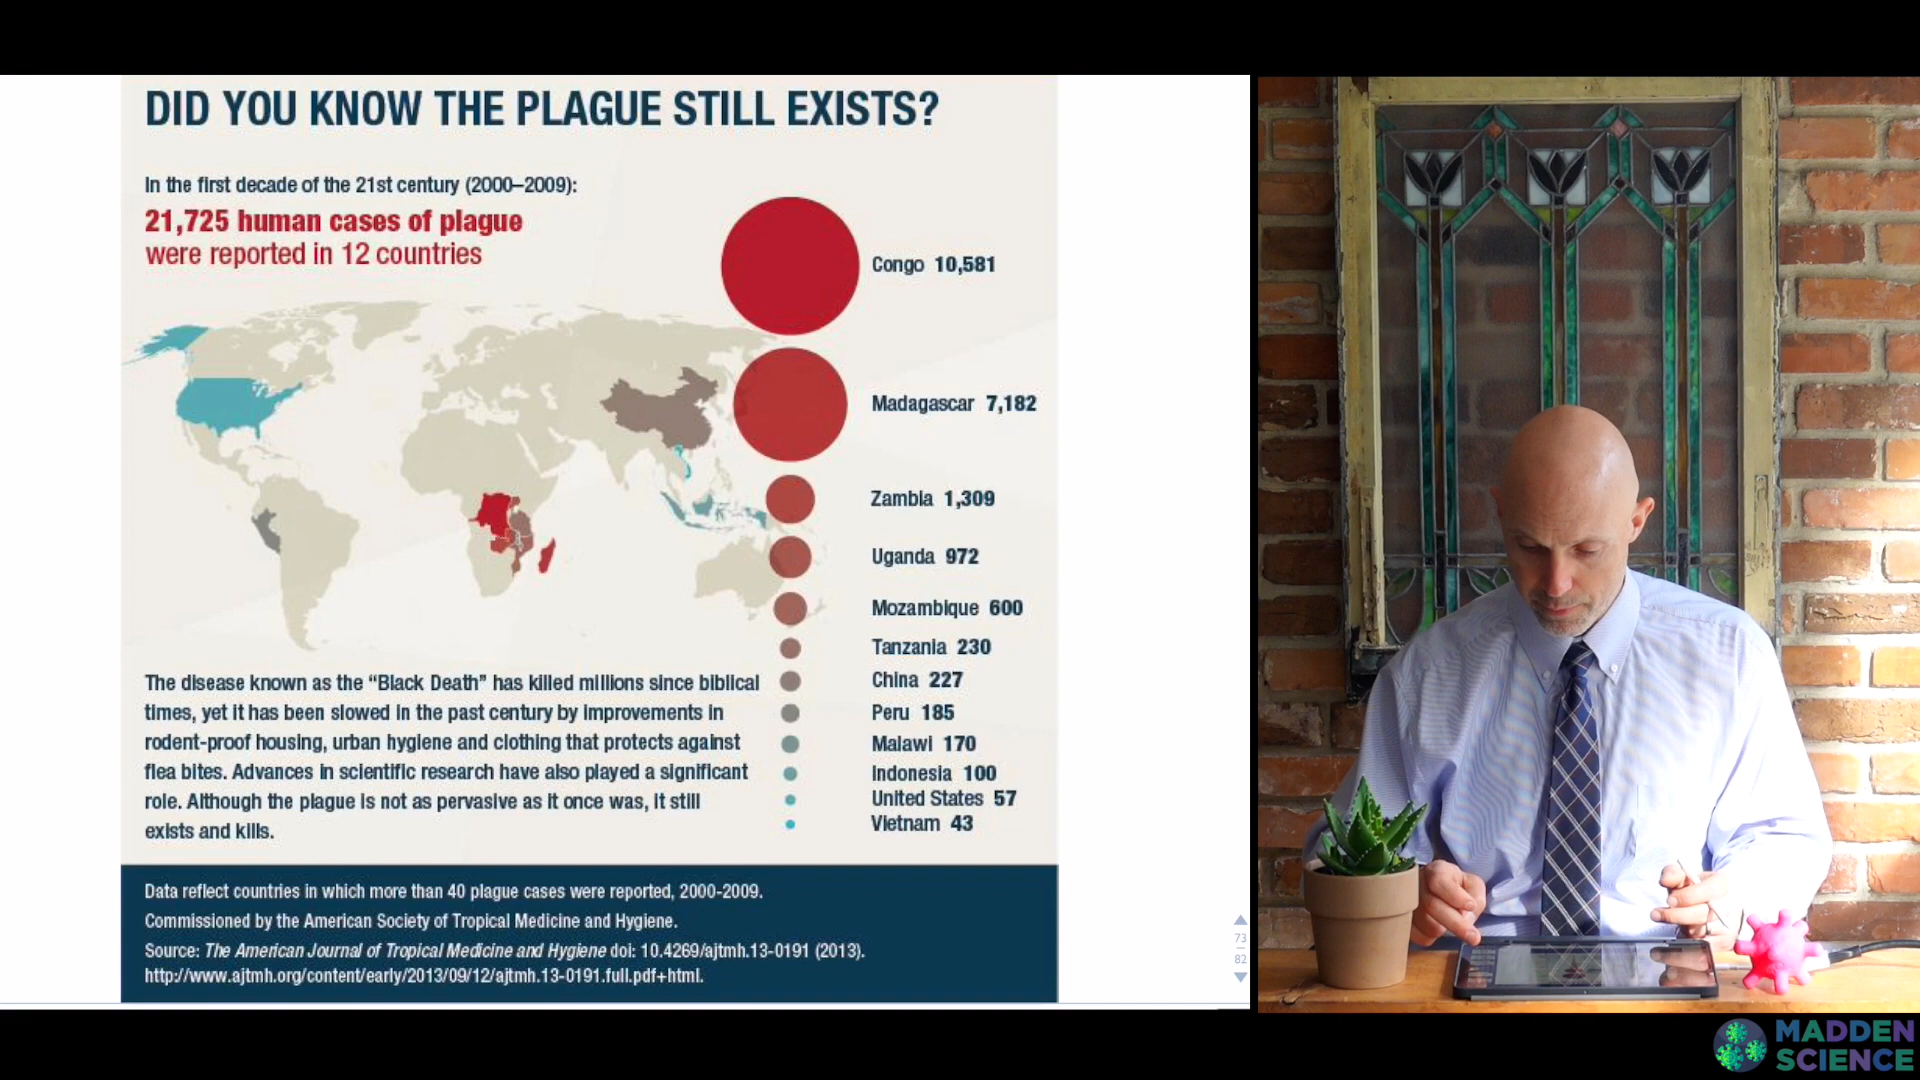 DID YOU KNOW THE PLAGUE STILL EXISTS?
In the first decade of the 21st century (2000–2009):
21,725 human cases of plague
were reported in 12 countries
Congo 10,581
Madagascar 7,182
Zambia 1,309
Uganda 972
Mozambique 600
Tanzania 230
China 227
Peru 185
Malawi 170
Indonesia 100
United States 57
Vietnam 43
The disease known as the “Black Death” has killed millions since biblical
times, yet it has been slowed in the past century by improvements in
rodent-proof housing, urban hygiene and clothing that protects against
flea bites. Advances in scientific research have also played a significant
role. Although the plague is not as pervasive as it once was, it still
exists and kills.
Data reflect countries in which more than 40 plague cases were reported, 2000-2009.
Commissioned by the American Society of Tropical Medicine and Hygiene.
Source: The American Journal of Tropical Medicine and Hygiene doi: 10.4269/ajtmh.13-0191 (2013).
http://www.ajtmh.org/content/early/2013/09/12/ajtmh.13-0191.full.pdf+html.
73
82
MADDEN
SCIENCE